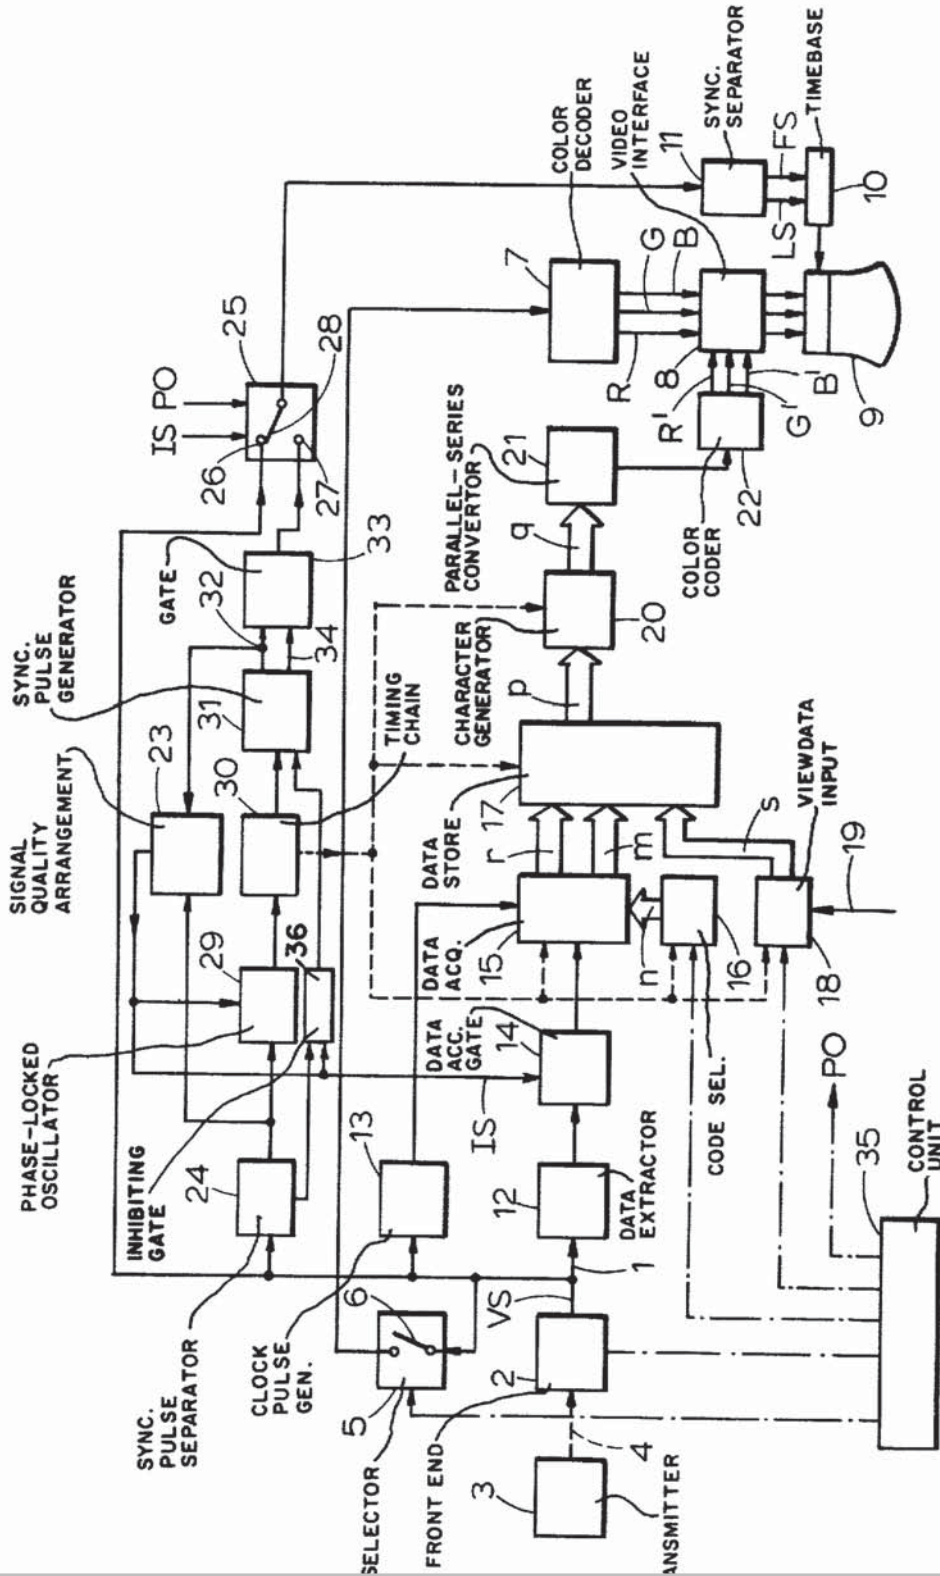 SYNC.
PULSE
GENERATOR
SIGNAL
QUALITY
ARRANGEMENT
PHASE-LOCKED
OSCILLATOR
INHIBITING
GATE
SYNC.
PULSE
SEPARATOR
24
29
36
23
30
31
GATE
32
34
33
IS
PO
25
26
27
28
TIMING
CHAIN
CLOCK
PULSE
GEN.
13
6
5
SELECTOR
FRONT END
2
VS
1
3
4
ANSMITTER
12
DATA
EXTRACTOR
IS
DATA
ACC.
GATE
14
DATA
ACQ.
15
DATA
STORE
17
r
m
n
16
CODE SEL.
s
VIEWDATA
INPUT
18
19
p
CHARACTER
GENERATOR
20
q
PARALLEL-SERIES
CONVERTOR
21
COLOR
CODER
22
R'
G'
B'
7
COLOR
DECODER
R
G
B
VIDEO
INTERFACE
8
9
11
SYNC.
SEPARATOR
LS
FS
TIMEBASE
10
PO
35
CONTROL
UNIT